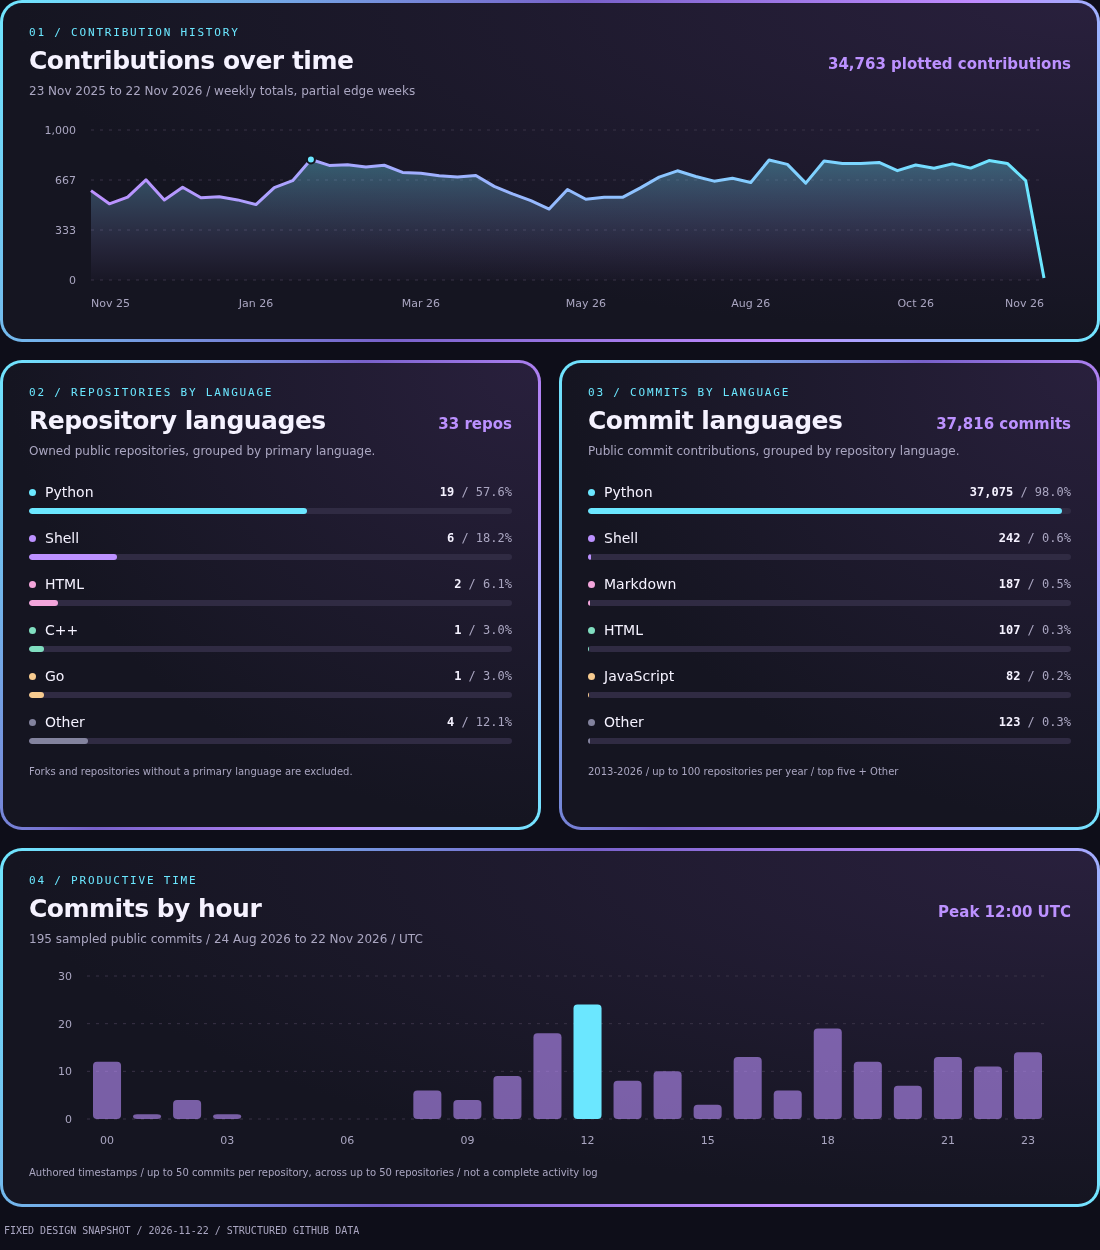 01 / CONTRIBUTION HISTORY
Contributions over time
34,763 plotted contributions
23 Nov 2025 to 22 Nov 2026 / weekly totals, partial edge weeks
1,000
667
333
0
Nov 25
Jan 26
Mar 26
May 26
Aug 26
Oct 26
Nov 26
02 / REPOSITORIES BY LANGUAGE
Repository languages
33 repos
Owned public repositories, grouped by primary language.
Python
19 / 57.6%
Shell
6 / 18.2%
HTML
2 / 6.1%
C++
1 / 3.0%
Go
1 / 3.0%
Other
4 / 12.1%
Forks and repositories without a primary language are excluded.
03 / COMMITS BY LANGUAGE
Commit languages
37,816 commits
Public commit contributions, grouped by repository language.
Python
37,075 / 98.0%
Shell
242 / 0.6%
Markdown
187 / 0.5%
HTML
107 / 0.3%
JavaScript
82 / 0.2%
Other
123 / 0.3%
2013-2026 / up to 100 repositories per year / top five + Other
04 / PRODUCTIVE TIME
Commits by hour
Peak 12:00 UTC
195 sampled public commits / 24 Aug 2026 to 22 Nov 2026 / UTC
30
20
10
0
00
03
06
09
12
15
18
21
23
Authored timestamps / up to 50 commits per repository, across up to 50 repositories / not a complete activity log
FIXED DESIGN SNAPSHOT / 2026-11-22 / STRUCTURED GITHUB DATA